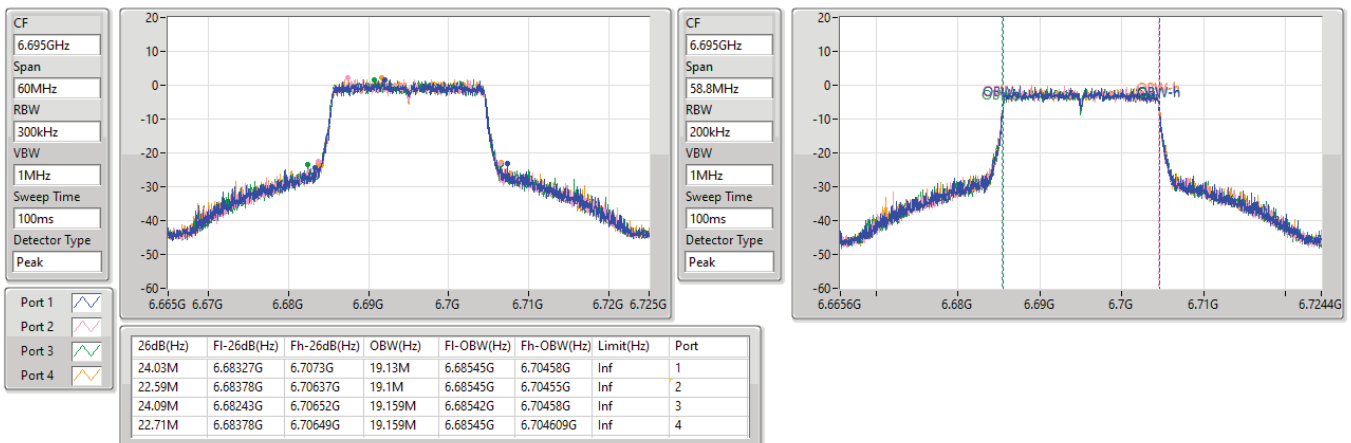 CF
6.695GHz
Span
60MHz
RBW
300kHz
VBW
1MHz
Sweep Time
100ms
Detector Type
Peak
20
10
0
-10
-20
-30
-40
-50
-60
6.665G 6.67G 6.68G 6.69G 6.7G 6.71G 6.72G 6.725G
CF
6.695GHz
Span
58.8MHz
RBW
200kHz
VBW
1MHz
Sweep Time
100ms
Detector Type
Peak
20
10
0
-10
-20
-30
-40
-50
-60
6.6656G 6.68G 6.69G 6.7G 6.71G 6.7244G
Port 1
Port 2
Port 3
Port 4
26dB(Hz) Fl-26dB(Hz) Fh-26dB(Hz) OBW(Hz) Fl-OBW(Hz) Fh-OBW(Hz) Limit(Hz) Port
24.03M 6.68327G 6.7073G 19.13M 6.68545G 6.70458G Inf 1
22.59M 6.68378G 6.70637G 19.1M 6.68545G 6.70455G Inf 2
24.09M 6.68243G 6.70652G 19.159M 6.68542G 6.70458G Inf 3
22.71M 6.68378G 6.70649G 19.159M 6.68545G 6.704609G Inf 4